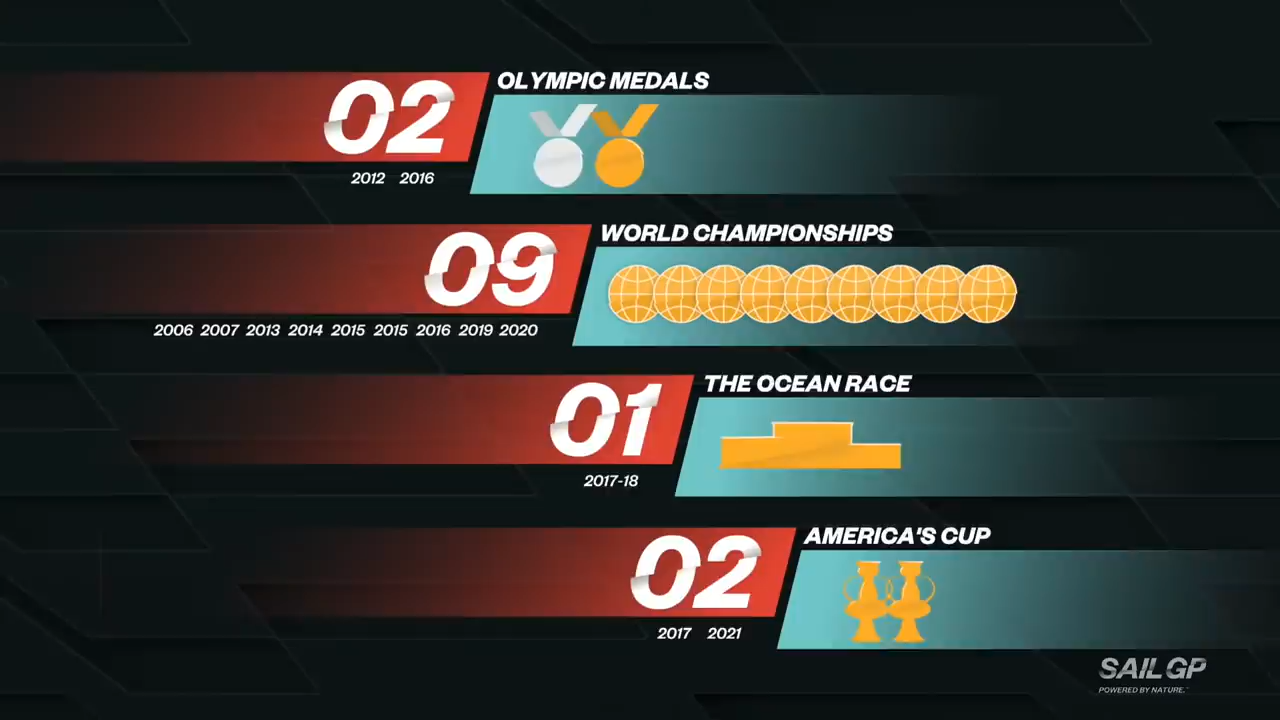 OLYMPIC MEDALS
02
2012 2016
WORLD CHAMPIONSHIPS
09
2006 2007 2013 2014 2015 2015 2016 2019 2020
THE OCEAN RACE
01
2017-18
AMERICA'S CUP
02
2017 2021
SAIL GP
POWERED BY NATURE.